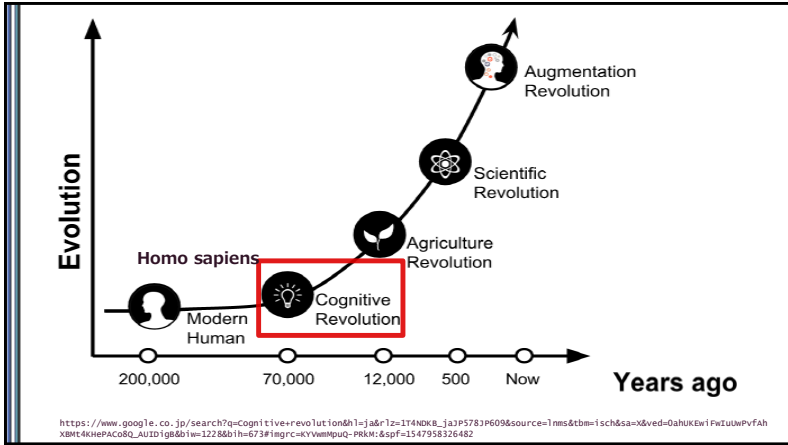 Augmentation
Revolution
Scientific
Revolution
Agriculture
Revolution
Homo sapiens
Cognitive
Revolution
Modern
Human
Evolution
200,000
70,000
12,000
500
Now
Years ago
https://www.google.co.jp/search?q=Cognitive+revolution&hl=ja&rlz=1T4NDKB_jaJP578JP609&source=lnms&tbm=isch&sa=X&ved=0ahUKEwiFwIuUwPvfAh
XBMt4KHePACo8Q_AUIDigB&biw=1228&bih=673#imgrc=KYVwmMpuQ-PRkM:&spf=1547958326482